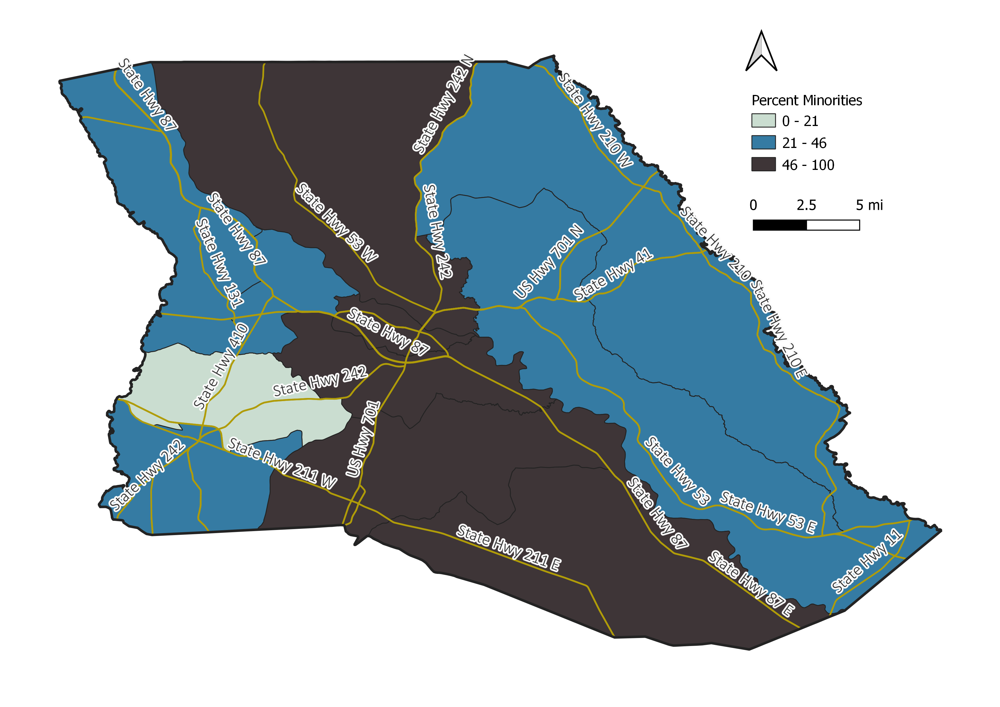 State Hwy 242 N
State Hwy 87
State Hwy 210 W
Percent Minorities
0 - 21
21 - 46
46 - 100
0 2.5 5 mi
State Hwy 53 W
State Hwy 242
State Hwy 87
State Hwy 131
US Hwy 701 N
State Hwy 41
State Hwy 210
State Hwy 210 E
State Hwy 87
State Hwy 410
State Hwy 242
US Hwy 701
State Hwy 242
State Hwy 211 W
State Hwy 53
State Hwy 53 E
State Hwy 87
State Hwy 211 E
State Hwy 11
State Hwy 87 E